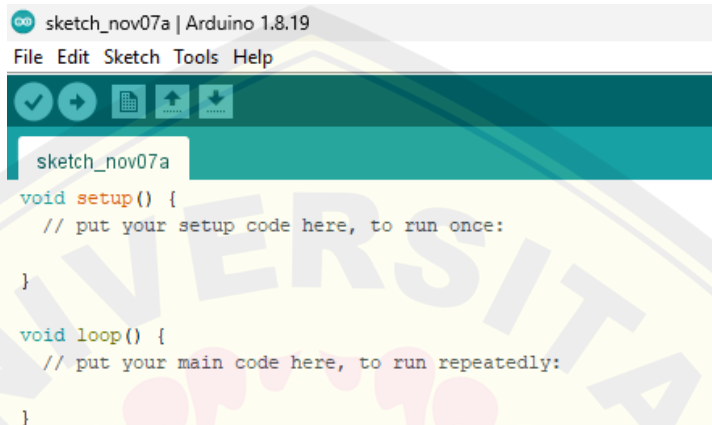 sketch_nov07a | Arduino 1.8.19
File Edit Sketch Tools Help
sketch_nov07a
void setup() {
  // put your setup code here, to run once:
}
void loop() {
  // put your main code here, to run repeatedly:
}
NIVERSITA